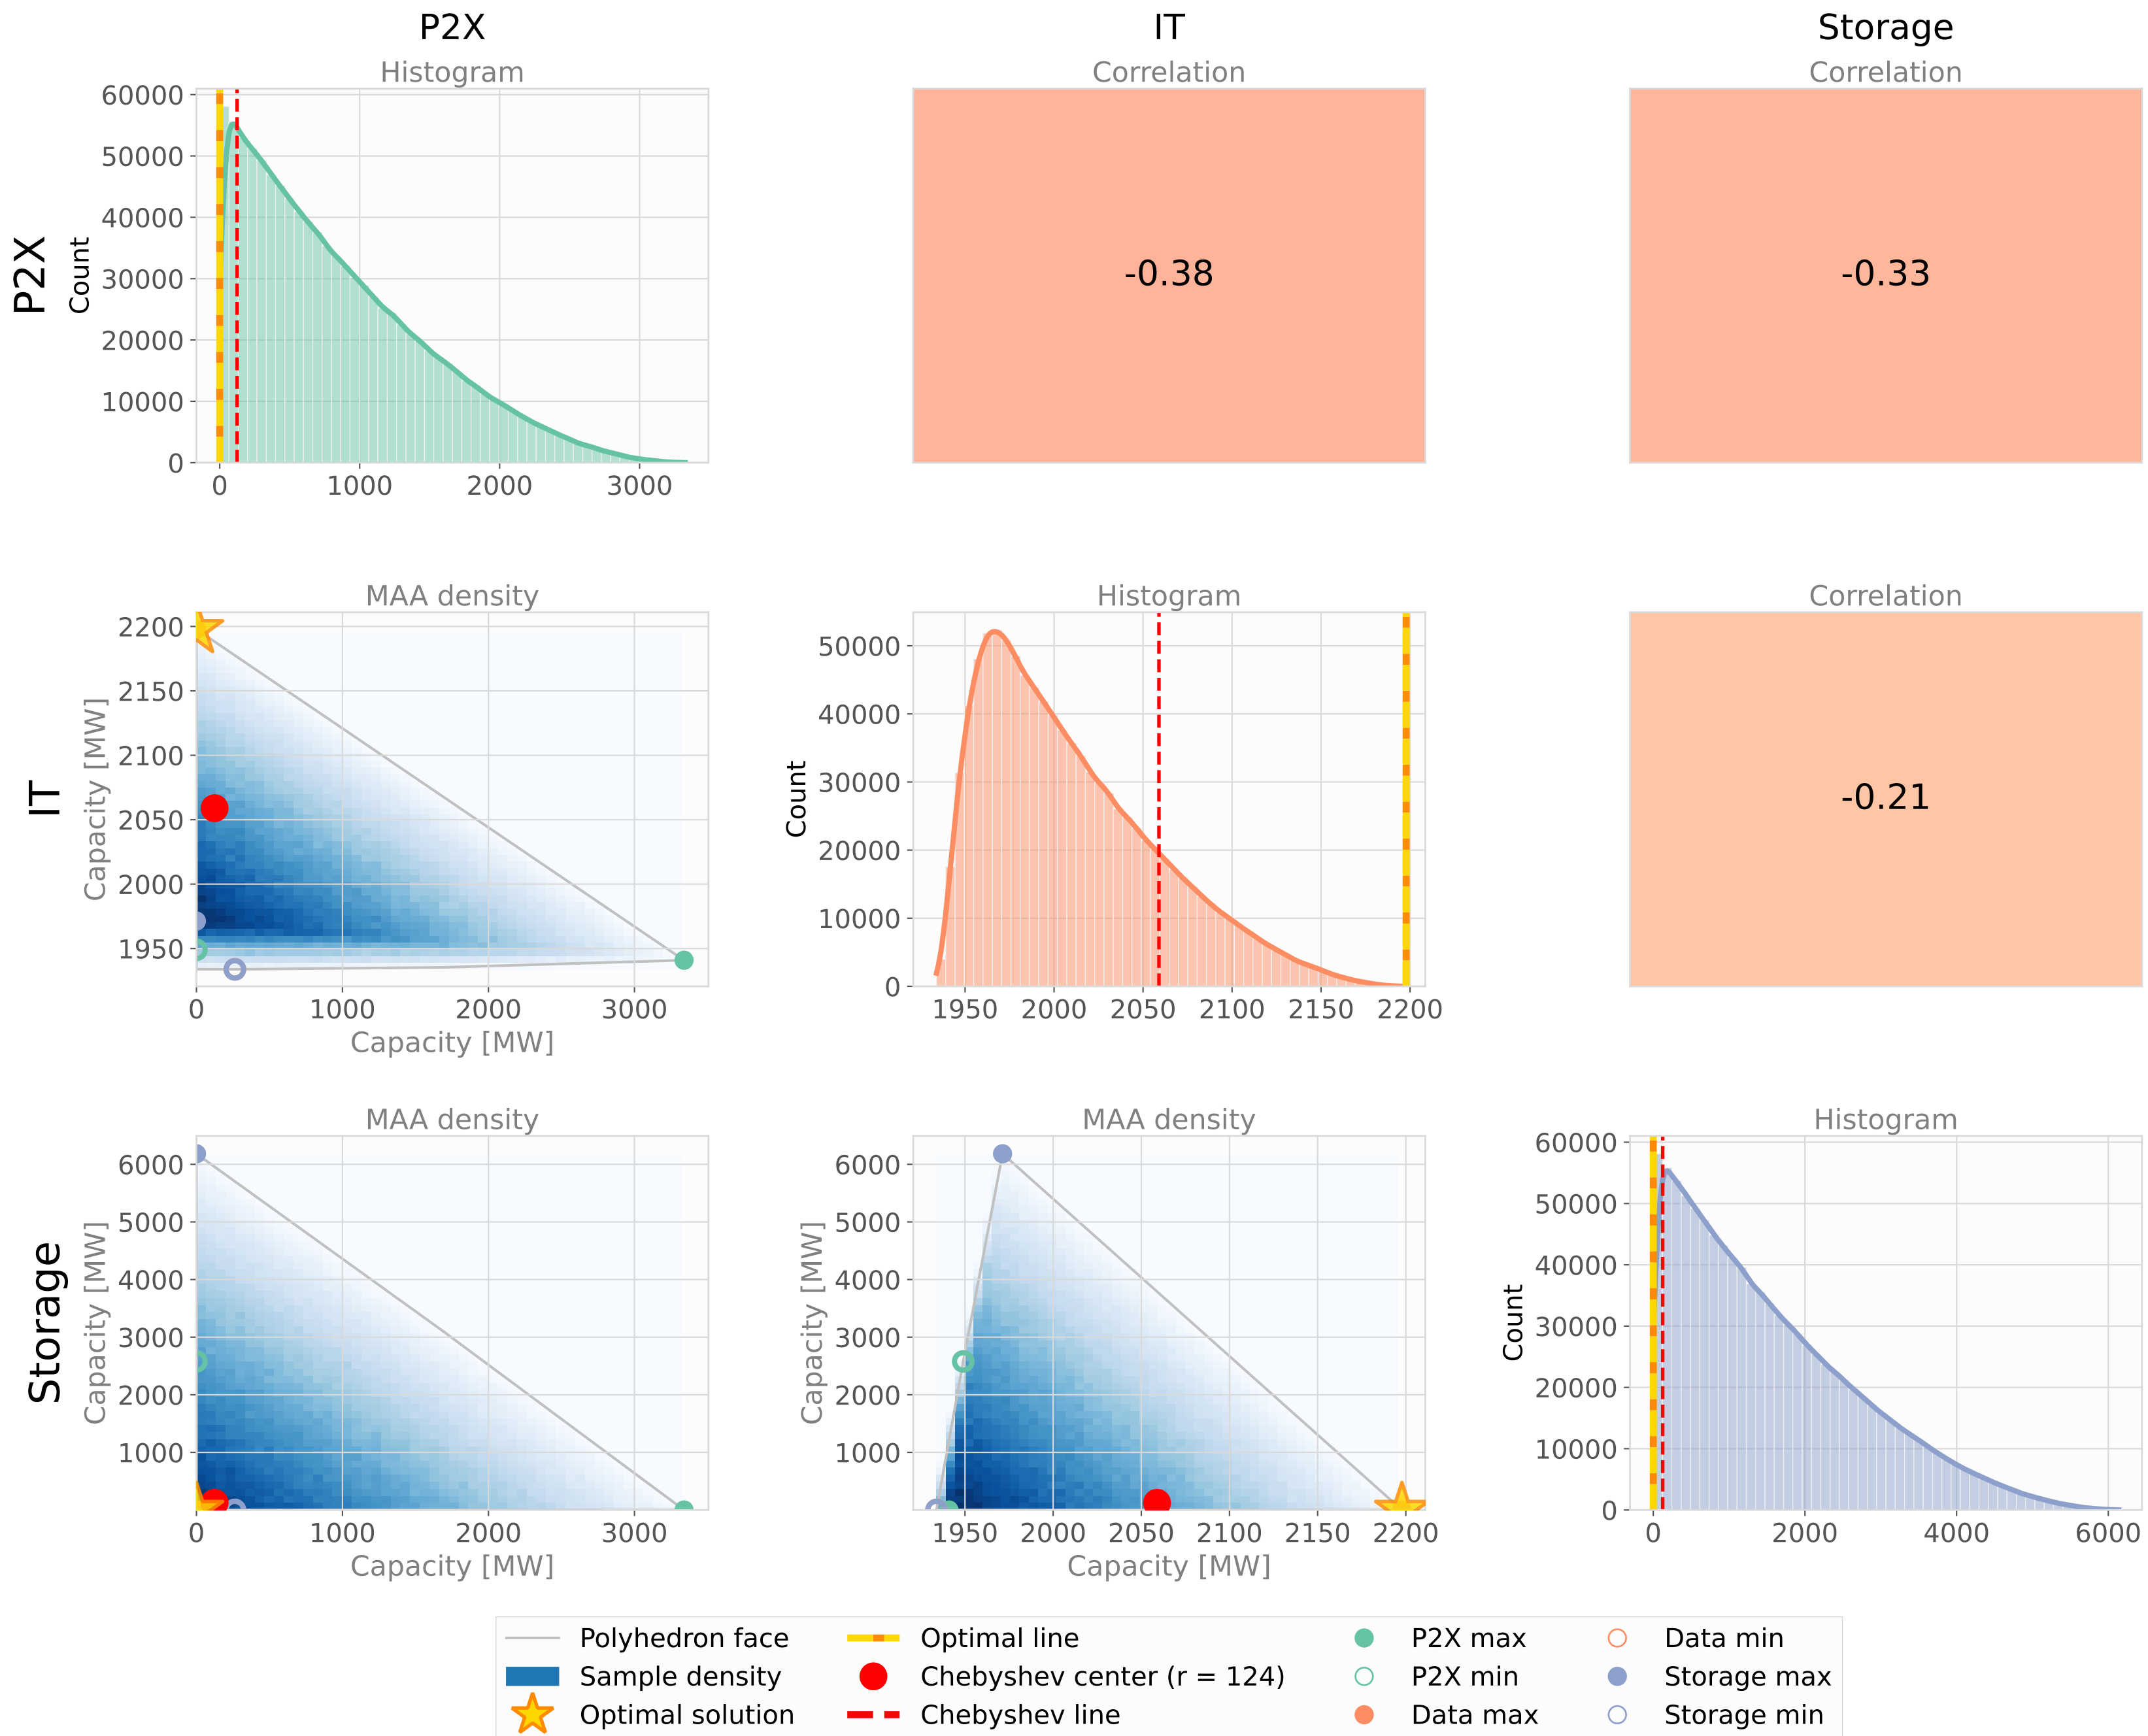 P2X IT Storage
Histogram Correlation Correlation
P2X
Count
60000
50000
40000
30000
20000
10000
0
0 1000 2000 3000
-0.38
-0.33
MAA density Histogram Correlation
IT
Capacity [MW]
2200
2150
2100
2050
2000
1950
0 1000 2000 3000
Capacity [MW]
Count
50000
40000
30000
20000
10000
0
1950 2000 2050 2100 2150 2200
-0.21
MAA density MAA density Histogram
Storage
Capacity [MW]
6000
5000
4000
3000
2000
1000
0 1000 2000 3000
Capacity [MW]
Capacity [MW]
6000
5000
4000
3000
2000
1000
1950 2000 2050 2100 2150 2200
Capacity [MW]
Count
60000
50000
40000
30000
20000
10000
0
0 2000 4000 6000
Polyhedron face Optimal line P2X max Data min
Sample density Chebyshev center (r = 124) P2X min Storage max
Optimal solution Chebyshev line Data max Storage min